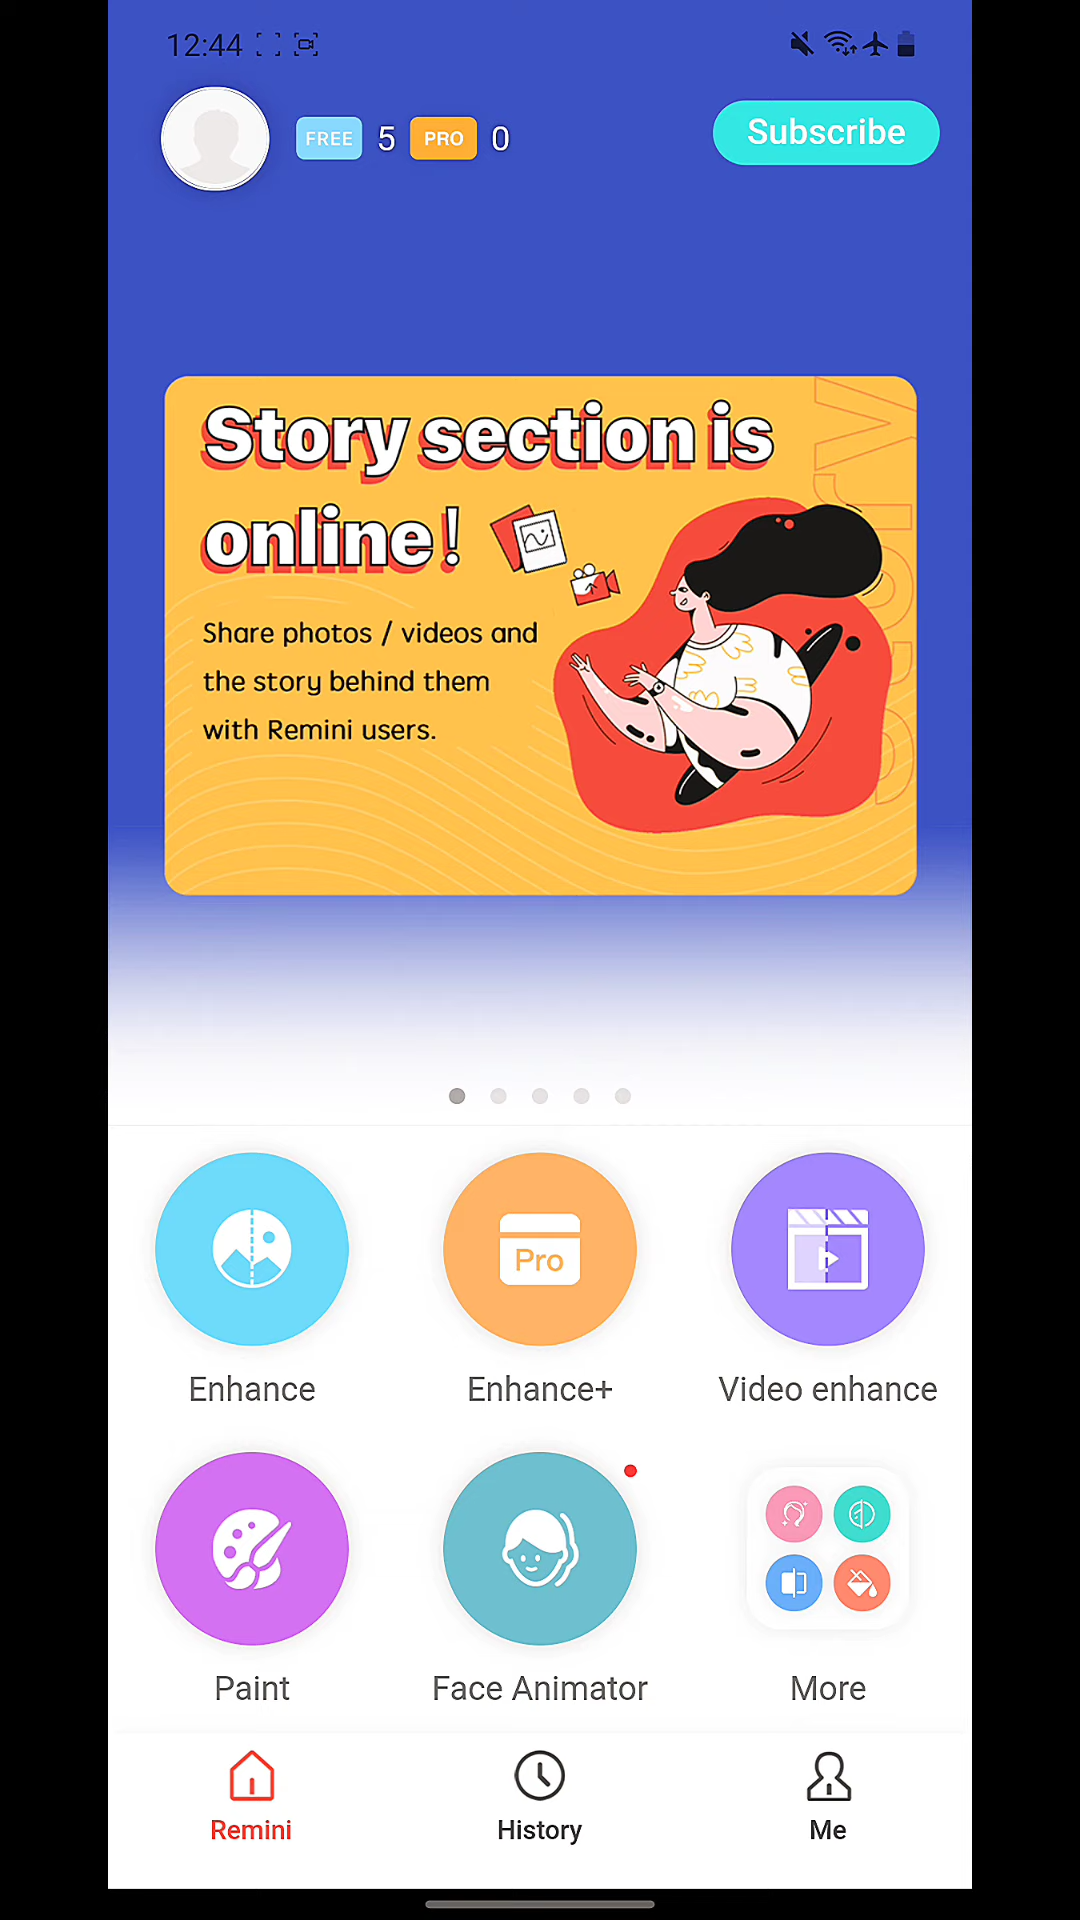 12:44
FREE 5 PRO 0
Subscribe
Story section is
online!
Story
Share photos / videos and
the story behind them
with Remini users.
Pro
Enhance
Enhance+
Video enhance
Paint
Face Animator
More
Remini
History
Me